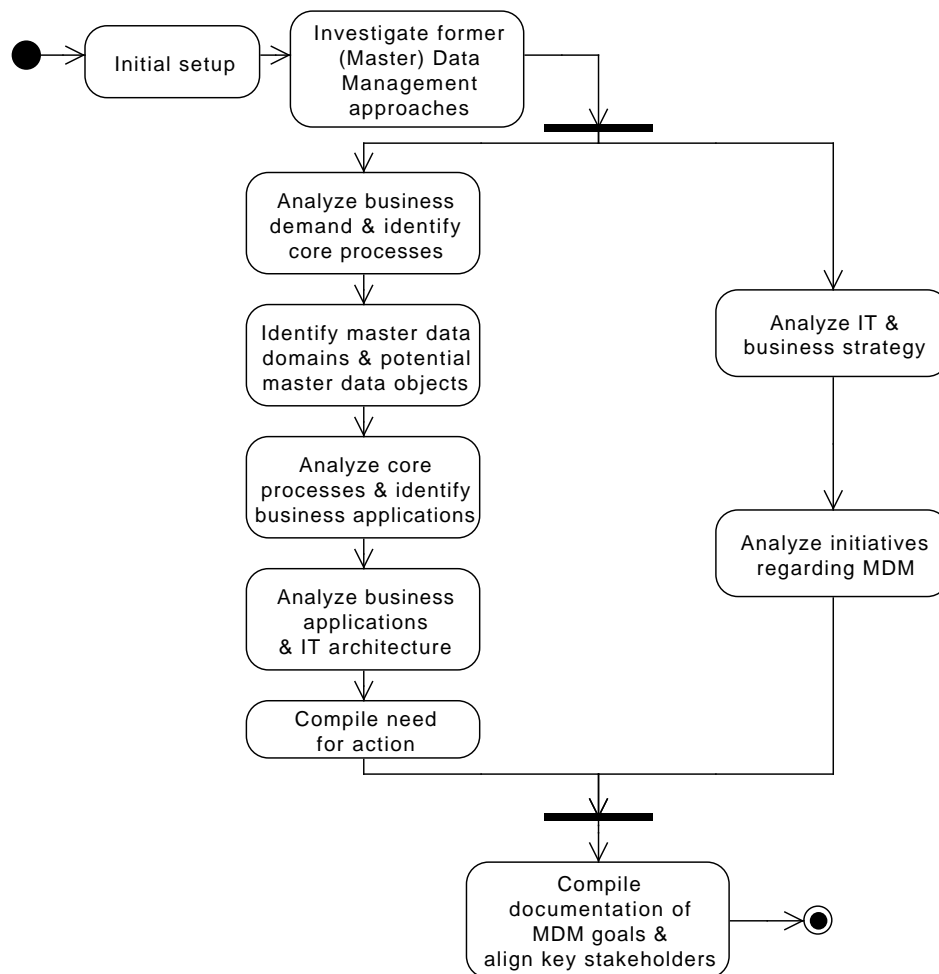 Initial setup
Investigate former
(Master) Data
Management
approaches
Analyze business
demand & identify
core processes
Identify master data
domains & potential
master data objects
Analyze core
processes & identify
business applications
Analyze business
applications
& IT architecture
Compile need
for action
Analyze IT &
business strategy
Analyze initiatives
regarding MDM
Compile
documentation of
MDM goals &
align key stakeholders